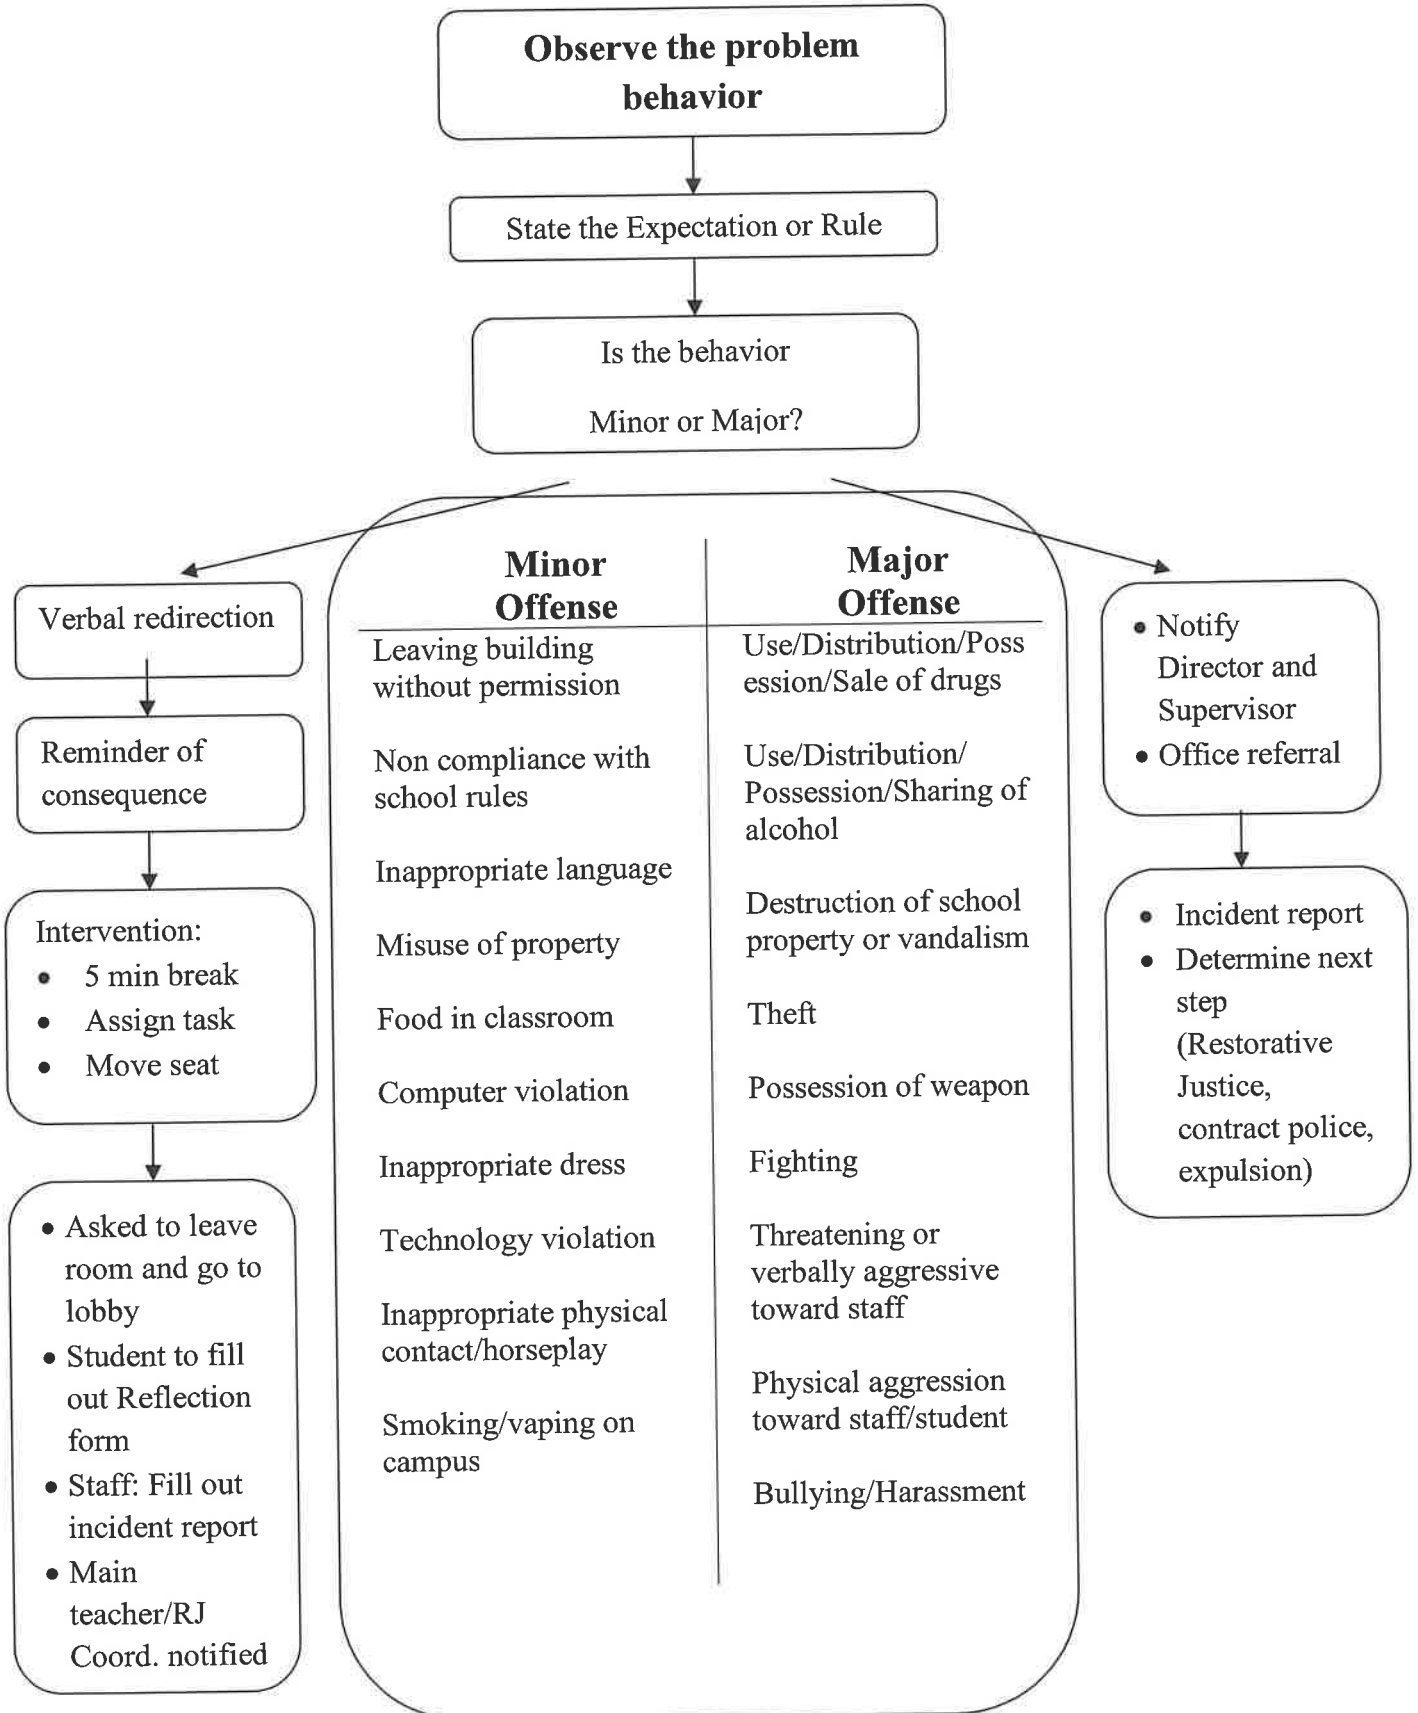 Observe the problem
behavior
State the Expectation or Rule
Is the behavior
Minor or Major?
Verbal redirection
Reminder of
consequence
Intervention:
• 5 min break
• Assign task
• Move seat
• Asked to leave
room and go to
lobby
• Student to fill
out Reflection
form
• Staff: Fill out
incident report
• Main
teacher/RJ
Coord. notified
Minor
Offense
Leaving building
without permission
Non compliance with
school rules
Inappropriate language
Misuse of property
Food in classroom
Computer violation
Inappropriate dress
Technology violation
Inappropriate physical
contact/horseplay
Smoking/vaping on
campus
Major
Offense
Use/Distribution/Poss
ession/Sale of drugs
Use/Distribution/
Possession/Sharing of
alcohol
Destruction of school
property or vandalism
Theft
Possession of weapon
Fighting
Threatening or
verbally aggressive
toward staff
Physical aggression
toward staff/student
Bullying/Harassment
• Notify
Director and
Supervisor
• Office referral
• Incident report
• Determine next
step
(Restorative
Justice,
contract police,
expulsion)